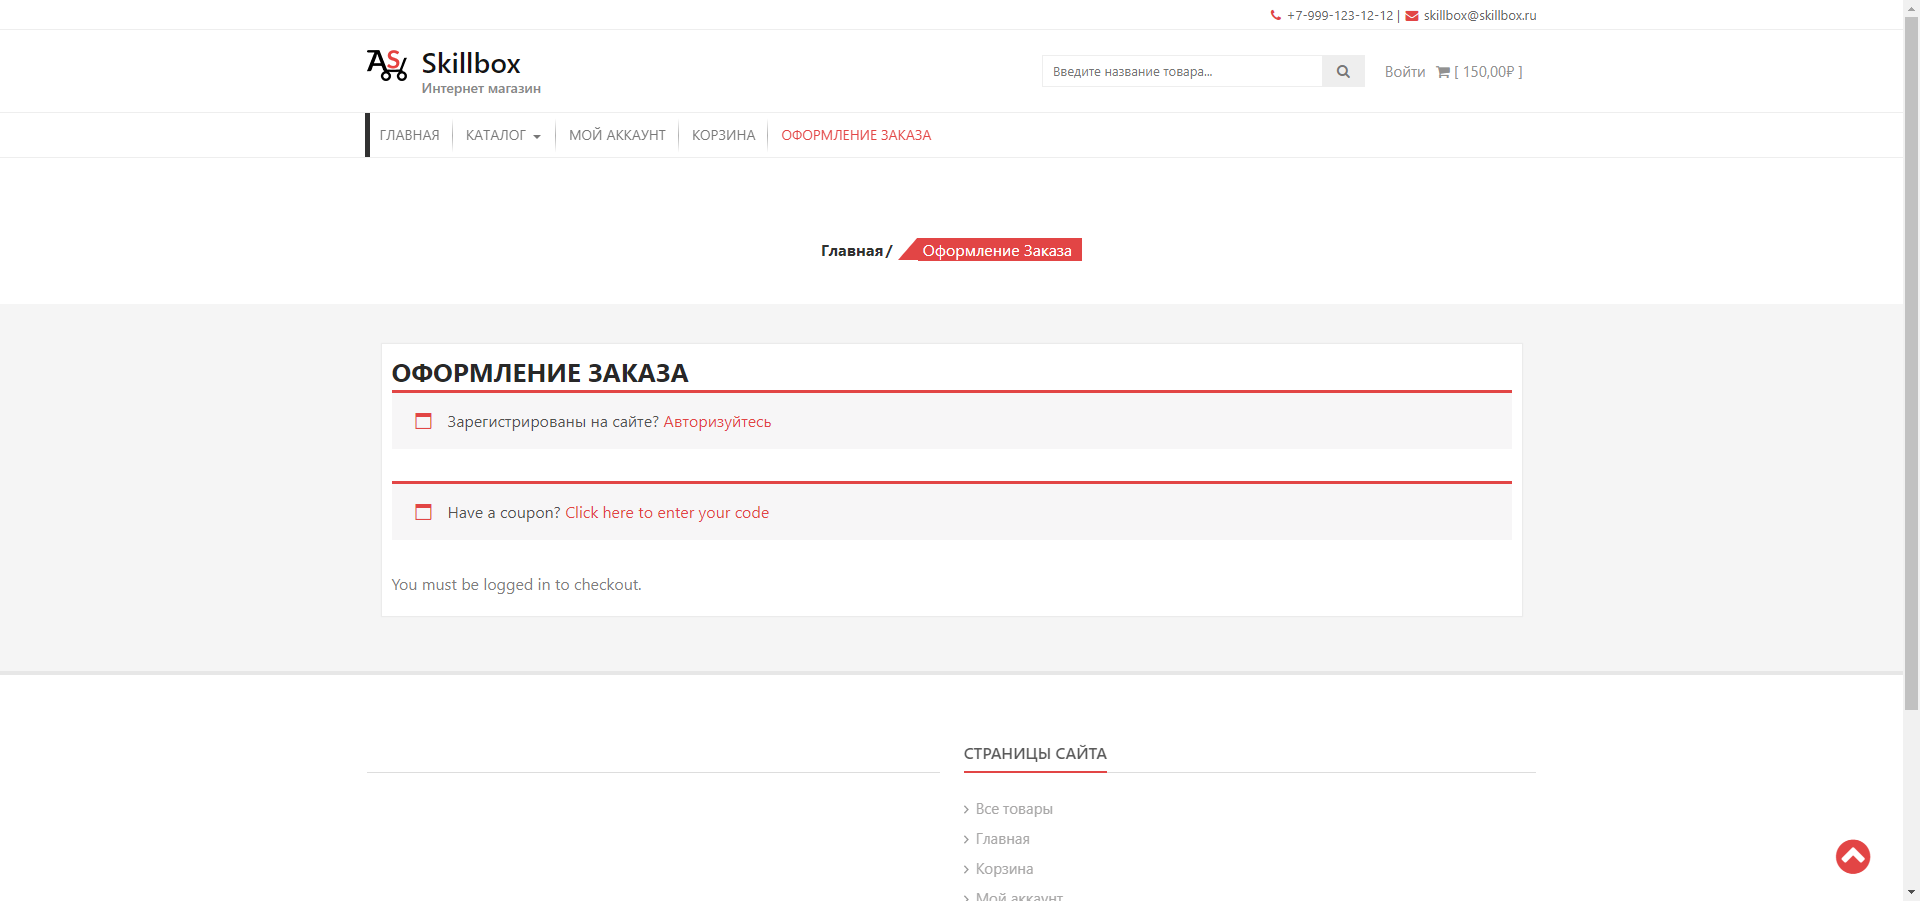 +7-999-123-12-12 | skillbox@skillbox.ru
AS
Skillbox
Интернет магазин
Введите название товара...
Войти [ 150,00₽ ]
ГЛАВНАЯ КАТАЛОГ МОЙ АККАУНТ КОРЗИНА ОФОРМЛЕНИЕ ЗАКАЗА
Главная / Оформление Заказа
ОФОРМЛЕНИЕ ЗАКАЗА
Зарегистрированы на сайте? Авторизуйтесь
Have a coupon? Click here to enter your code
You must be logged in to checkout.
СТРАНИЦЫ САЙТА
Все товары
Главная
Корзина
Мой аккаунт